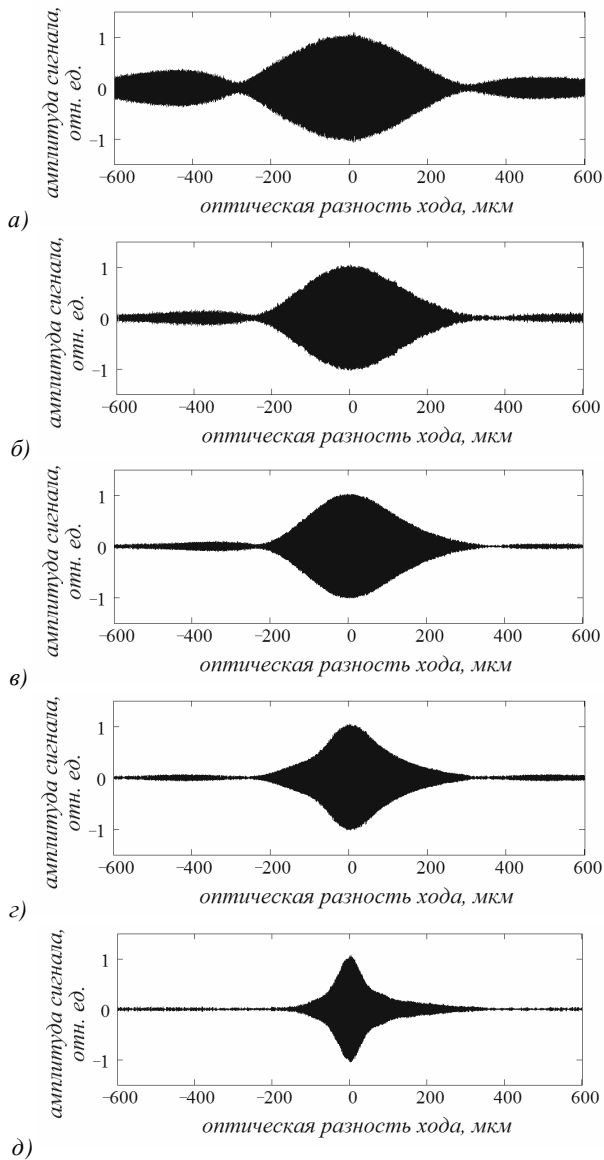 амплитуда сигнала,
отн. ед.
1
0
−1
−600 −400 −200 0 200 400 600
оптическая разность хода, мкм
а)
амплитуда сигнала,
отн. ед.
1
0
−1
−600 −400 −200 0 200 400 600
оптическая разность хода, мкм
б)
амплитуда сигнала,
отн. ед.
1
0
−1
−600 −400 −200 0 200 400 600
оптическая разность хода, мкм
в)
амплитуда сигнала,
отн. ед.
1
0
−1
−600 −400 −200 0 200 400 600
оптическая разность хода, мкм
г)
амплитуда сигнала,
отн. ед.
1
0
−1
−600 −400 −200 0 200 400 600
оптическая разность хода, мкм
д)